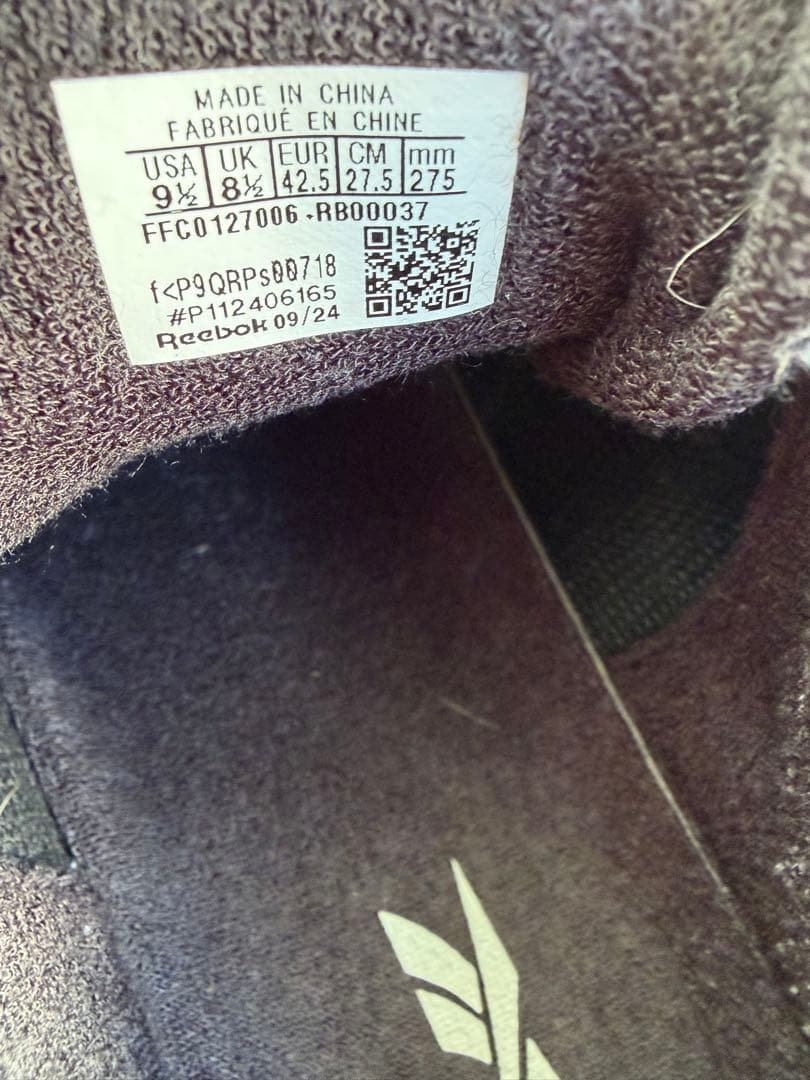 MADE IN CHINA
FABRIQUÉ EN CHINE
USA UK EUR CM mm
9½ 8½ 42.5 27.5 275
FFC0127006 -RB00037
f<P9QRPs00718
#P112406165
Reebok 09/24